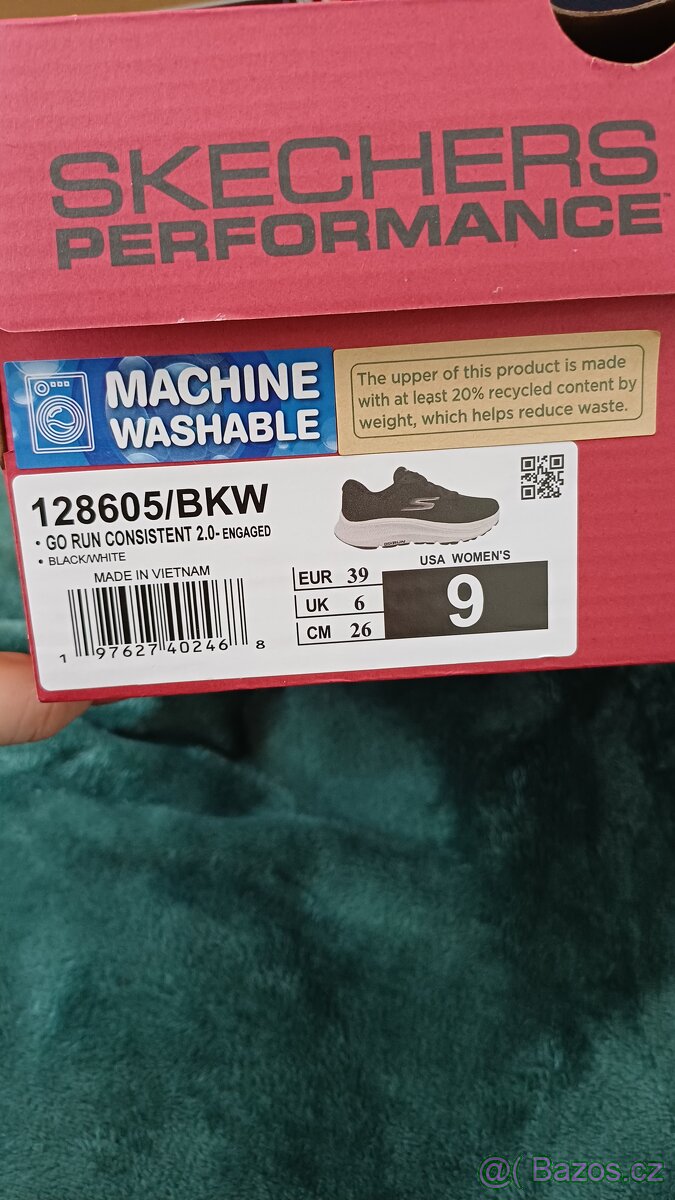 SKECHERS
PERFORMANCE™
MACHINE
WASHABLE
The upper of this product is made
with at least 20% recycled content by
weight, which helps reduce waste.
128605/BKW
• GO RUN CONSISTENT 2.0- ENGAGED
• BLACK/WHITE
MADE IN VIETNAM
1 97627 40246 8
USA WOMEN'S
EUR 39
UK 6
CM 26
9
@( Bazos.cz